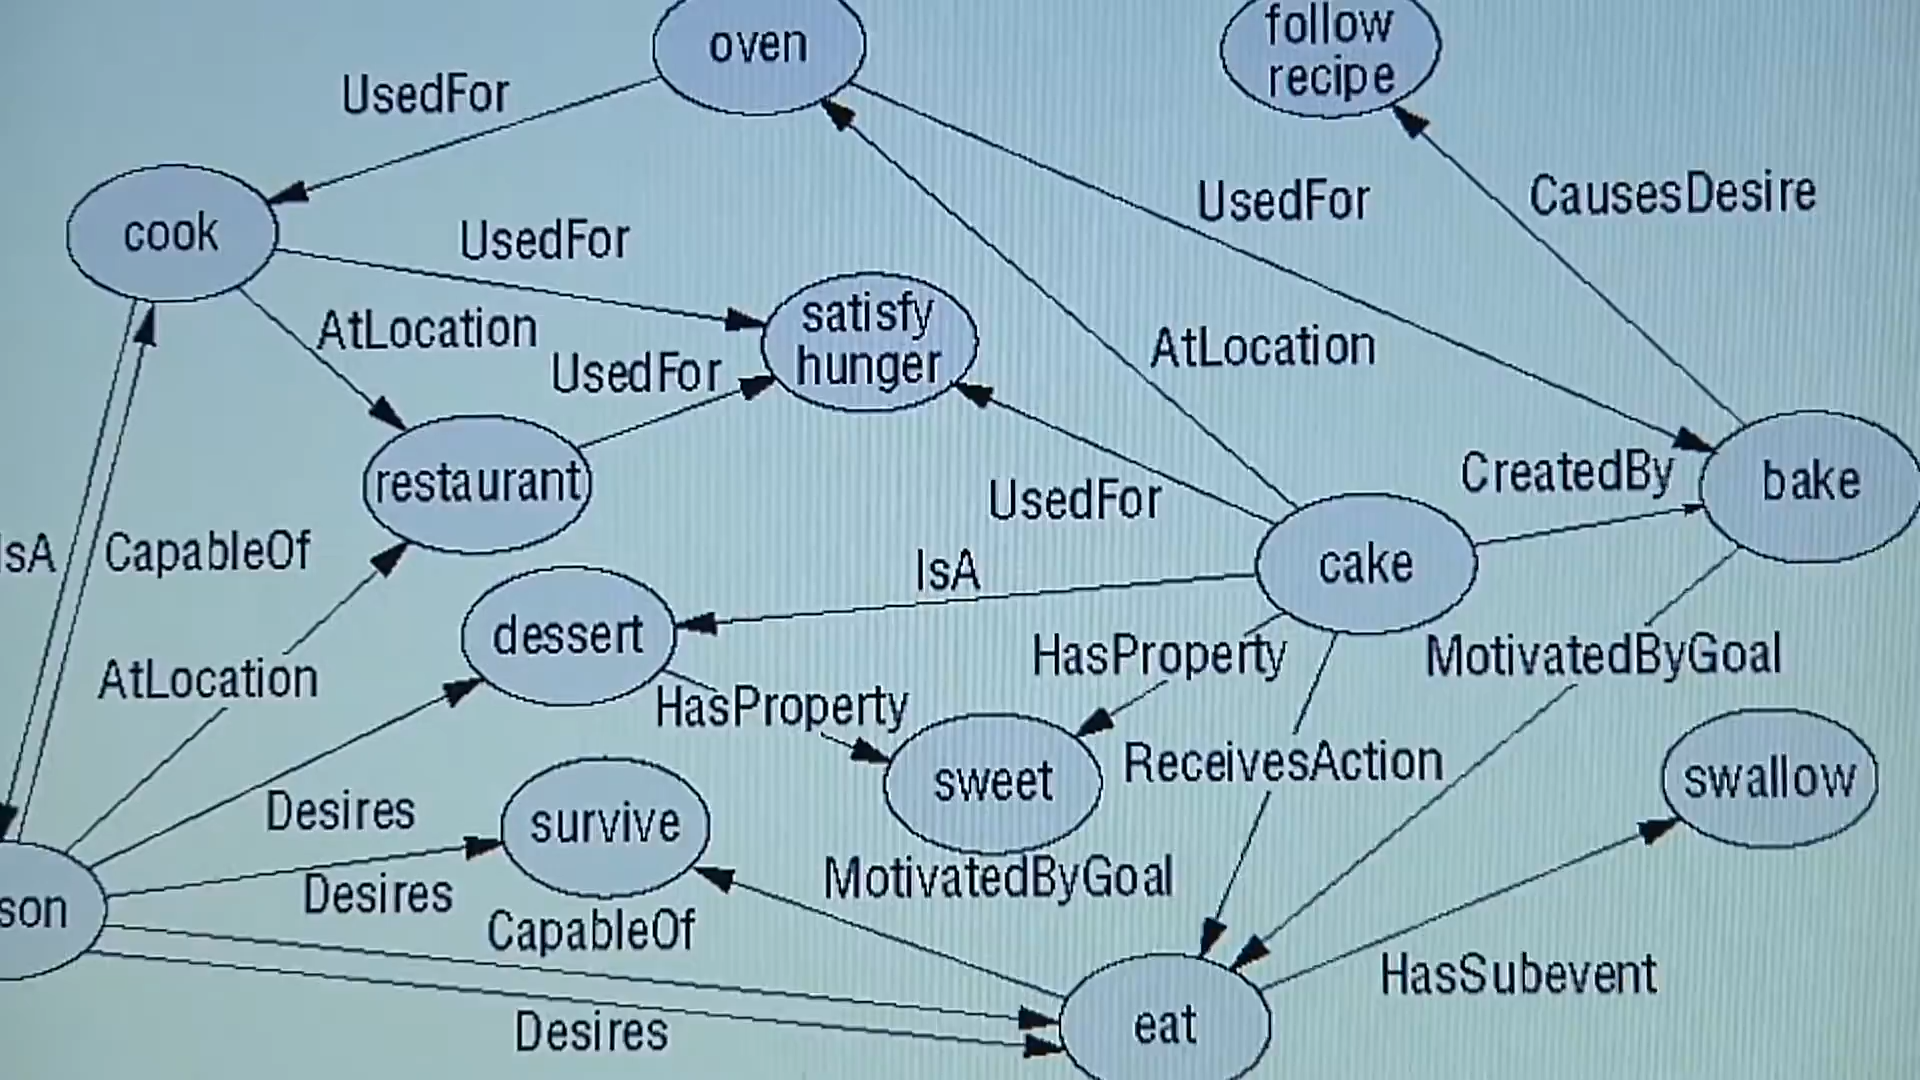 oven
follow
recipe
UsedFor
UsedFor
CausesDesire
cook
UsedFor
satisfy
hunger
AtLocation
AtLocation
UsedFor
restaurant
CreatedBy
bake
UsedFor
cake
IsA
CapableOf
IsA
dessert
HasProperty
MotivatedByGoal
AtLocation
HasProperty
sweet
ReceivesAction
swallow
Desires
survive
MotivatedByGoal
Desires
son
CapableOf
HasSubevent
Desires
eat